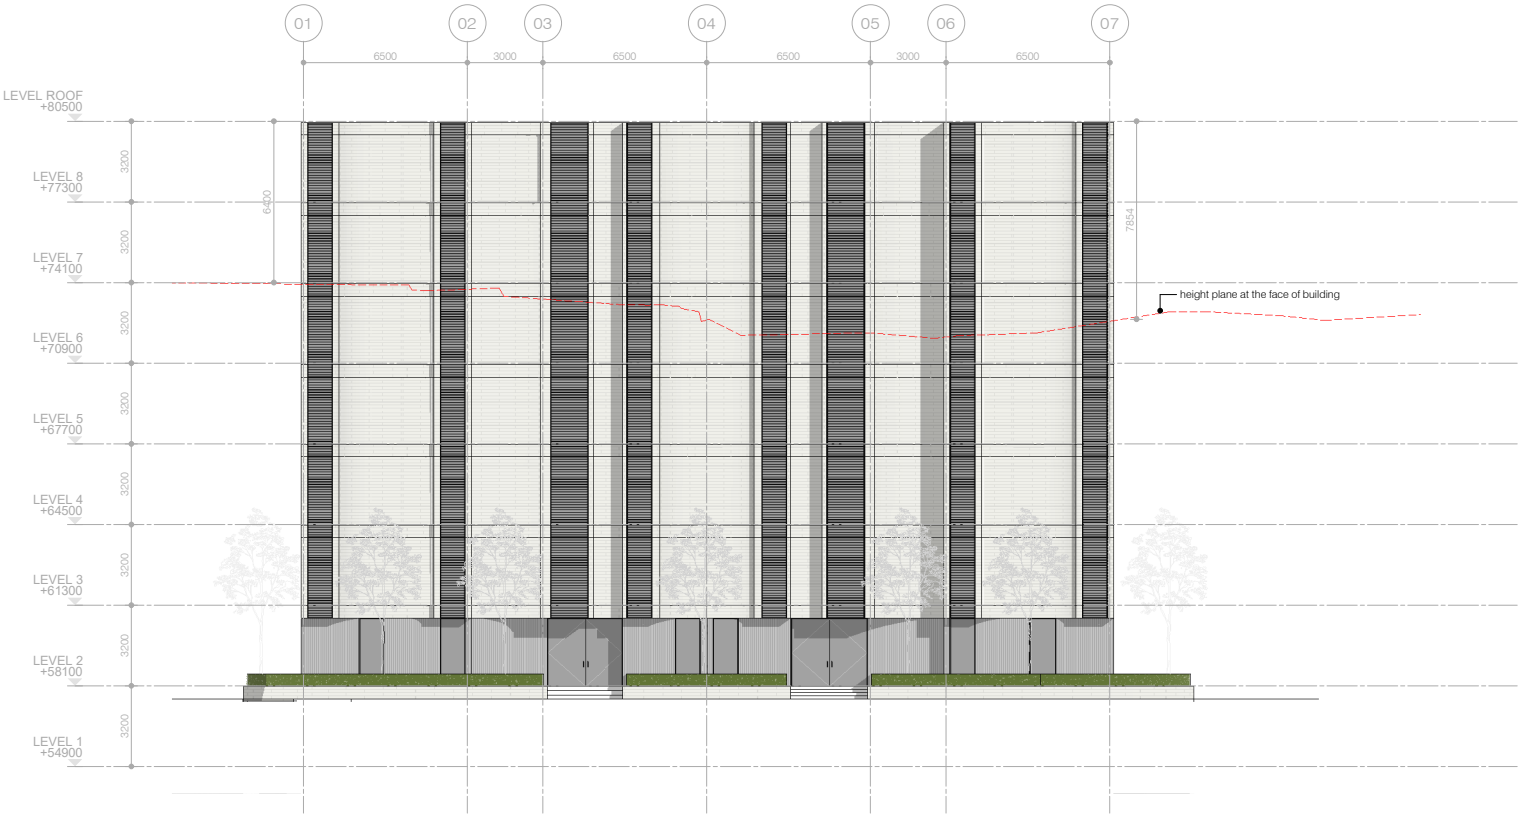 01 02 03 04 05 06 07
6500 3000 6500 6500 3000 6500
LEVEL ROOF
+80500
3200
LEVEL 8
+77300
6400
7854
3200
LEVEL 7
+74100
height plane at the face of building
3200
LEVEL 6
+70900
3200
LEVEL 5
+67700
3200
LEVEL 4
+64500
3200
LEVEL 3
+61300
3200
LEVEL 2
+58100
3200
LEVEL 1
+54900